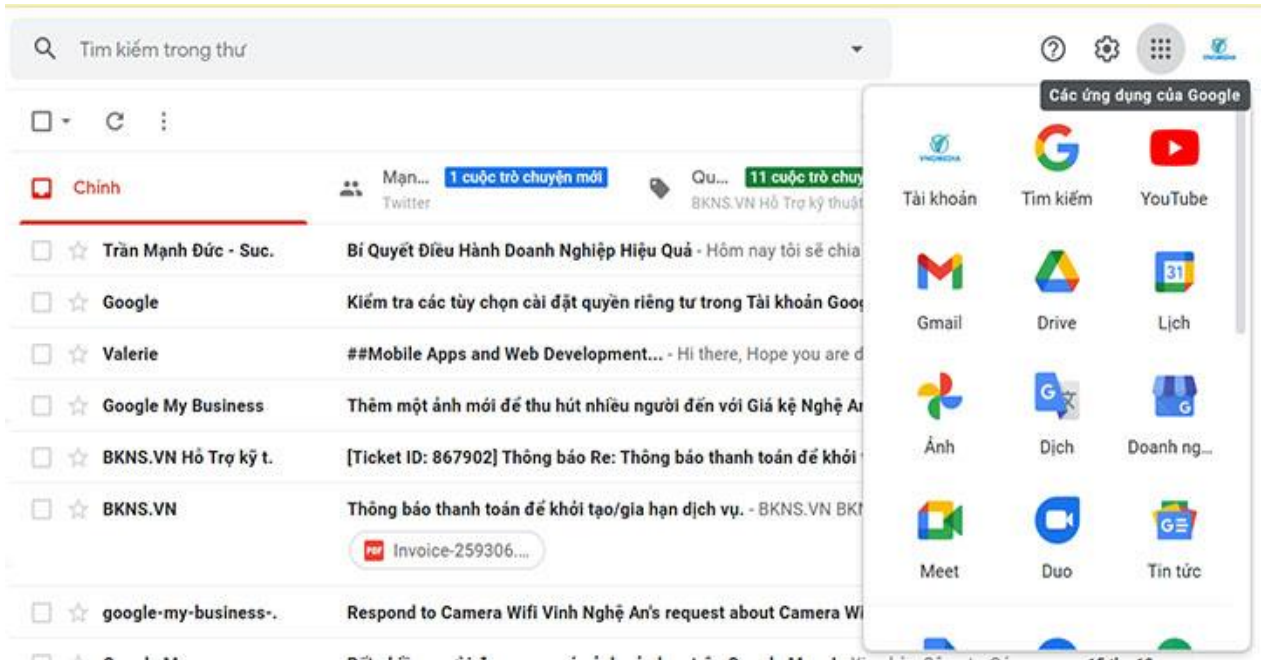 Tìm kiếm trong thư
Các ứng dụng của Google
Chính
Mạn... 1 cuộc trò chuyện mới
Twitter
Qu... 11 cuộc trò chuy
BKNS.VN Hỗ Trợ kỹ thuật
Trần Mạnh Đức - Suc.
Bí Quyết Điều Hành Doanh Nghiệp Hiệu Quả - Hôm nay tôi sẽ chia
Google
Kiểm tra các tùy chọn cài đặt quyền riêng tư trong Tài khoản Goog
Valerie
##Mobile Apps and Web Development... - Hi there, Hope you are d
Google My Business
Thêm một ảnh mới để thu hút nhiều người đến với Giá kệ Nghệ An
BKNS.VN Hỗ Trợ kỹ t.
[Ticket ID: 867902] Thông báo Re: Thông báo thanh toán để khởi
BKNS.VN
Thông báo thanh toán để khởi tạo/gia hạn dịch vụ. - BKNS.VN BKN
PDF Invoice-259306....
google-my-business-.
Respond to Camera Wifi Vinh Nghệ An's request about Camera Wi
VNOMEDIA
Tài khoản
Tìm kiếm
YouTube
Gmail
Drive
31
Lịch
Ảnh
Dịch
Doanh ng...
Meet
Duo
Tin tức